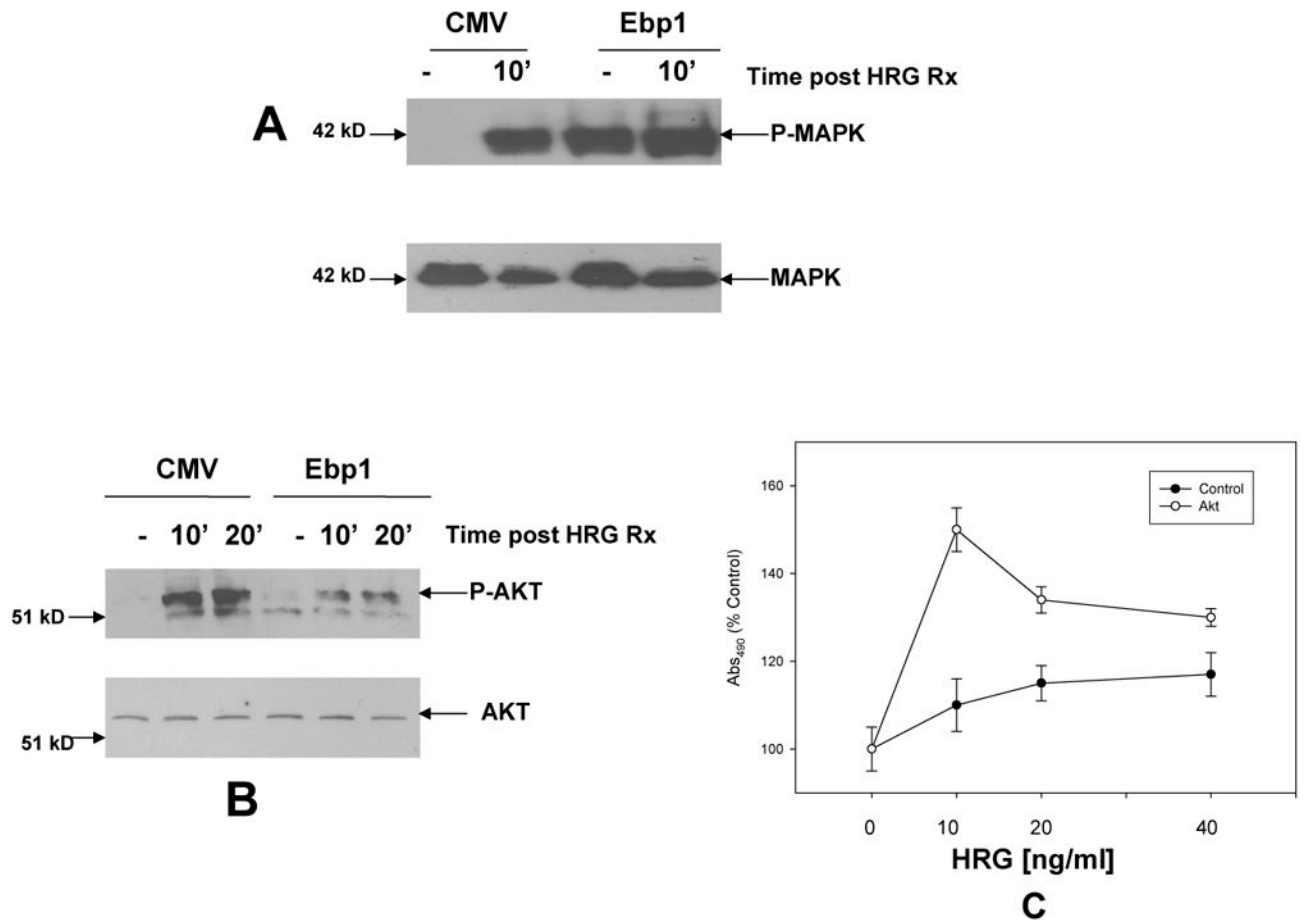 CMV Ebp1
- 10’ - 10’ Time post HRG Rx
A 42 kD P-MAPK
42 kD MAPK
CMV Ebp1
- 10’ 20’ - 10’ 20’ Time post HRG Rx
P-AKT
51 kD
AKT
51 kD
B
160
140
120
100
Abs490 (% Control)
Control
Akt
0 10 20 40
HRG [ng/ml]
C